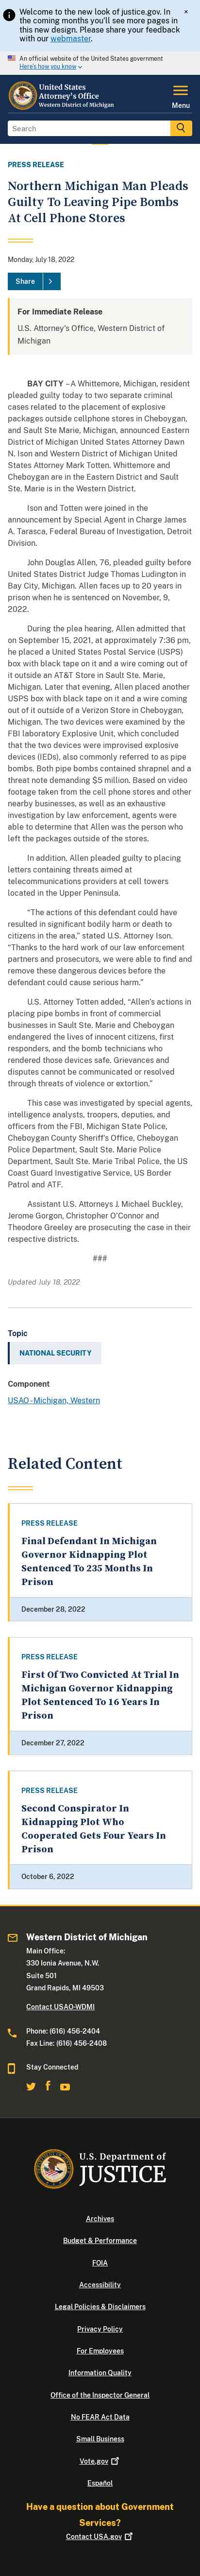 Welcome to the new look of justice.gov. In
the coming months you'll see more pages in
this new design. Please share your feedback
with our webmaster.
×
An official website of the United States government
Here's how you know
United States
Attorney's Office
Western District of Michigan
Menu
Search
PRESS RELEASE
Northern Michigan Man Pleads
Guilty To Leaving Pipe Bombs
At Cell Phone Stores
Monday, July 18, 2022
Share
For Immediate Release
U.S. Attorney's Office, Western District of
Michigan
BAY CITY – A Whittemore, Michigan, resident
pleaded guilty today to two separate criminal
cases related to the placement of explosive
packages outside cellphone stores in Cheboygan,
and Sault Ste Marie, Michigan, announced Eastern
District of Michigan United States Attorney Dawn
N. Ison and Western District of Michigan United
States Attorney Mark Totten. Whittemore and
Cheboygan are in the Eastern District and Sault
Ste. Marie is in the Western District.
Ison and Totten were joined in the
announcement by Special Agent in Charge James
A. Tarasca, Federal Bureau of Investigation, Detroit
Division.
John Douglas Allen, 76, pleaded guilty before
United States District Judge Thomas Ludington in
Bay City, Michigan. Allen faces up to 20 years in
prison when he is sentenced on November, 9,
2022.
During the plea hearing, Allen admitted that
on September 15, 2021, at approximately 7:36 pm,
he placed a United States Postal Service (USPS)
box with black tape on it and a wire coming out of
it outside an AT&T Store in Sault Ste. Marie,
Michigan. Later that evening, Allen placed another
USPS box with black tape and a wire coming out
of it outside of a Verizon Store in Cheboygan,
Michigan. The two devices were examined by the
FBI, and both were improvised explosives devices
(IEDs), also sometimes referred to as pipe
bombs. Both pipe bombs contained shrapnel and a
threat note demanding $5 million. Based on video
footage from the stores, cell phone and bank
records, explosives, as well as an exhaustive
investigation by law enforcement, agents were
able to determine that Allen was the person who
left the packages outside of the stores.
In addition, Allen pleaded guilty to placing
letters containing threats aimed at
telecommunications providers at cell towers
located within the Upper Peninsula.
“The actions of this defendant could have
resulted in significant bodily harm or death to
citizens in the area,” stated U.S. Attorney Ison.
“Thanks to the hard work of our law enforcement
partners and prosecutors, we were able to
remove the dangerous devices before the
defendant could cause serious harm.”
U.S. Attorney Totten added, “Allen’s actions in
placing pipe bombs in front of commercial
businesses in Sault Ste. Marie and Cheboygan
endangered the lives of innocent citizens, first
responders, and the bomb technicians who
rendered these devices safe. Grievances and
disputes within our community cannot be solved
through threats of violence or extortion.”
This case was investigated by special agents,
intelligence analysts, troopers, deputies, and
officers from the FBI, Michigan State Police,
Cheboygan County Sheriff's Office, Cheboygan
Police Department, Sault Ste. Marie Police
Department, Sault Ste. Marie Tribal Police, the US
Coast Guard Investigative Service, US Border
Patrol and ATF.
Assistant U.S. Attorneys J. Michael Buckley,
Jerome Gorgon, Christopher O’Connor and
Theodore Greeley are prosecuting the case in their
respective districts.
###
Updated July 18, 2022
Topic
NATIONAL SECURITY
Component
USAO - Michigan, Western
Related Content
PRESS RELEASE
Final Defendant In Michigan
Governor Kidnapping Plot
Sentenced To 235 Months In
Prison
December 28, 2022
PRESS RELEASE
First Of Two Convicted At Trial In
Michigan Governor Kidnapping
Plot Sentenced To 16 Years In
Prison
December 27, 2022
PRESS RELEASE
Second Conspirator In
Kidnapping Plot Who
Cooperated Gets Four Years In
Prison
October 6, 2022
Western District of Michigan
Main Office:
330 Ionia Avenue, N.W.
Suite 501
Grand Rapids, MI 49503
Contact USAO-WDMI
Phone: (616) 456-2404
Fax Line: (616) 456-2408
Stay Connected
U.S. Department of
JUSTICE
Archives
Budget & Performance
FOIA
Accessibility
Legal Policies & Disclaimers
Privacy Policy
For Employees
Information Quality
Office of the Inspector General
No FEAR Act Data
Small Business
Vote.gov
Español
Have a question about Government
Services?
Contact USA.gov